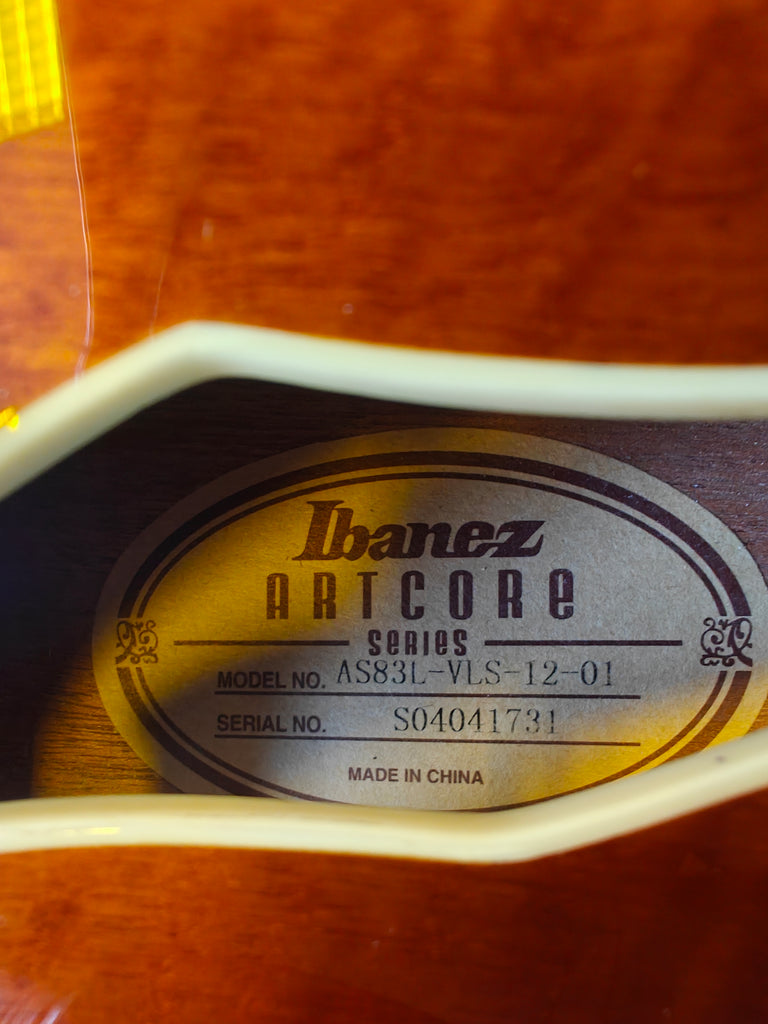 Ibanez
ARTCORE
SERIES
MODEL NO. AS83L-VLS-12-01
SERIAL NO. S04041731
MADE IN CHINA